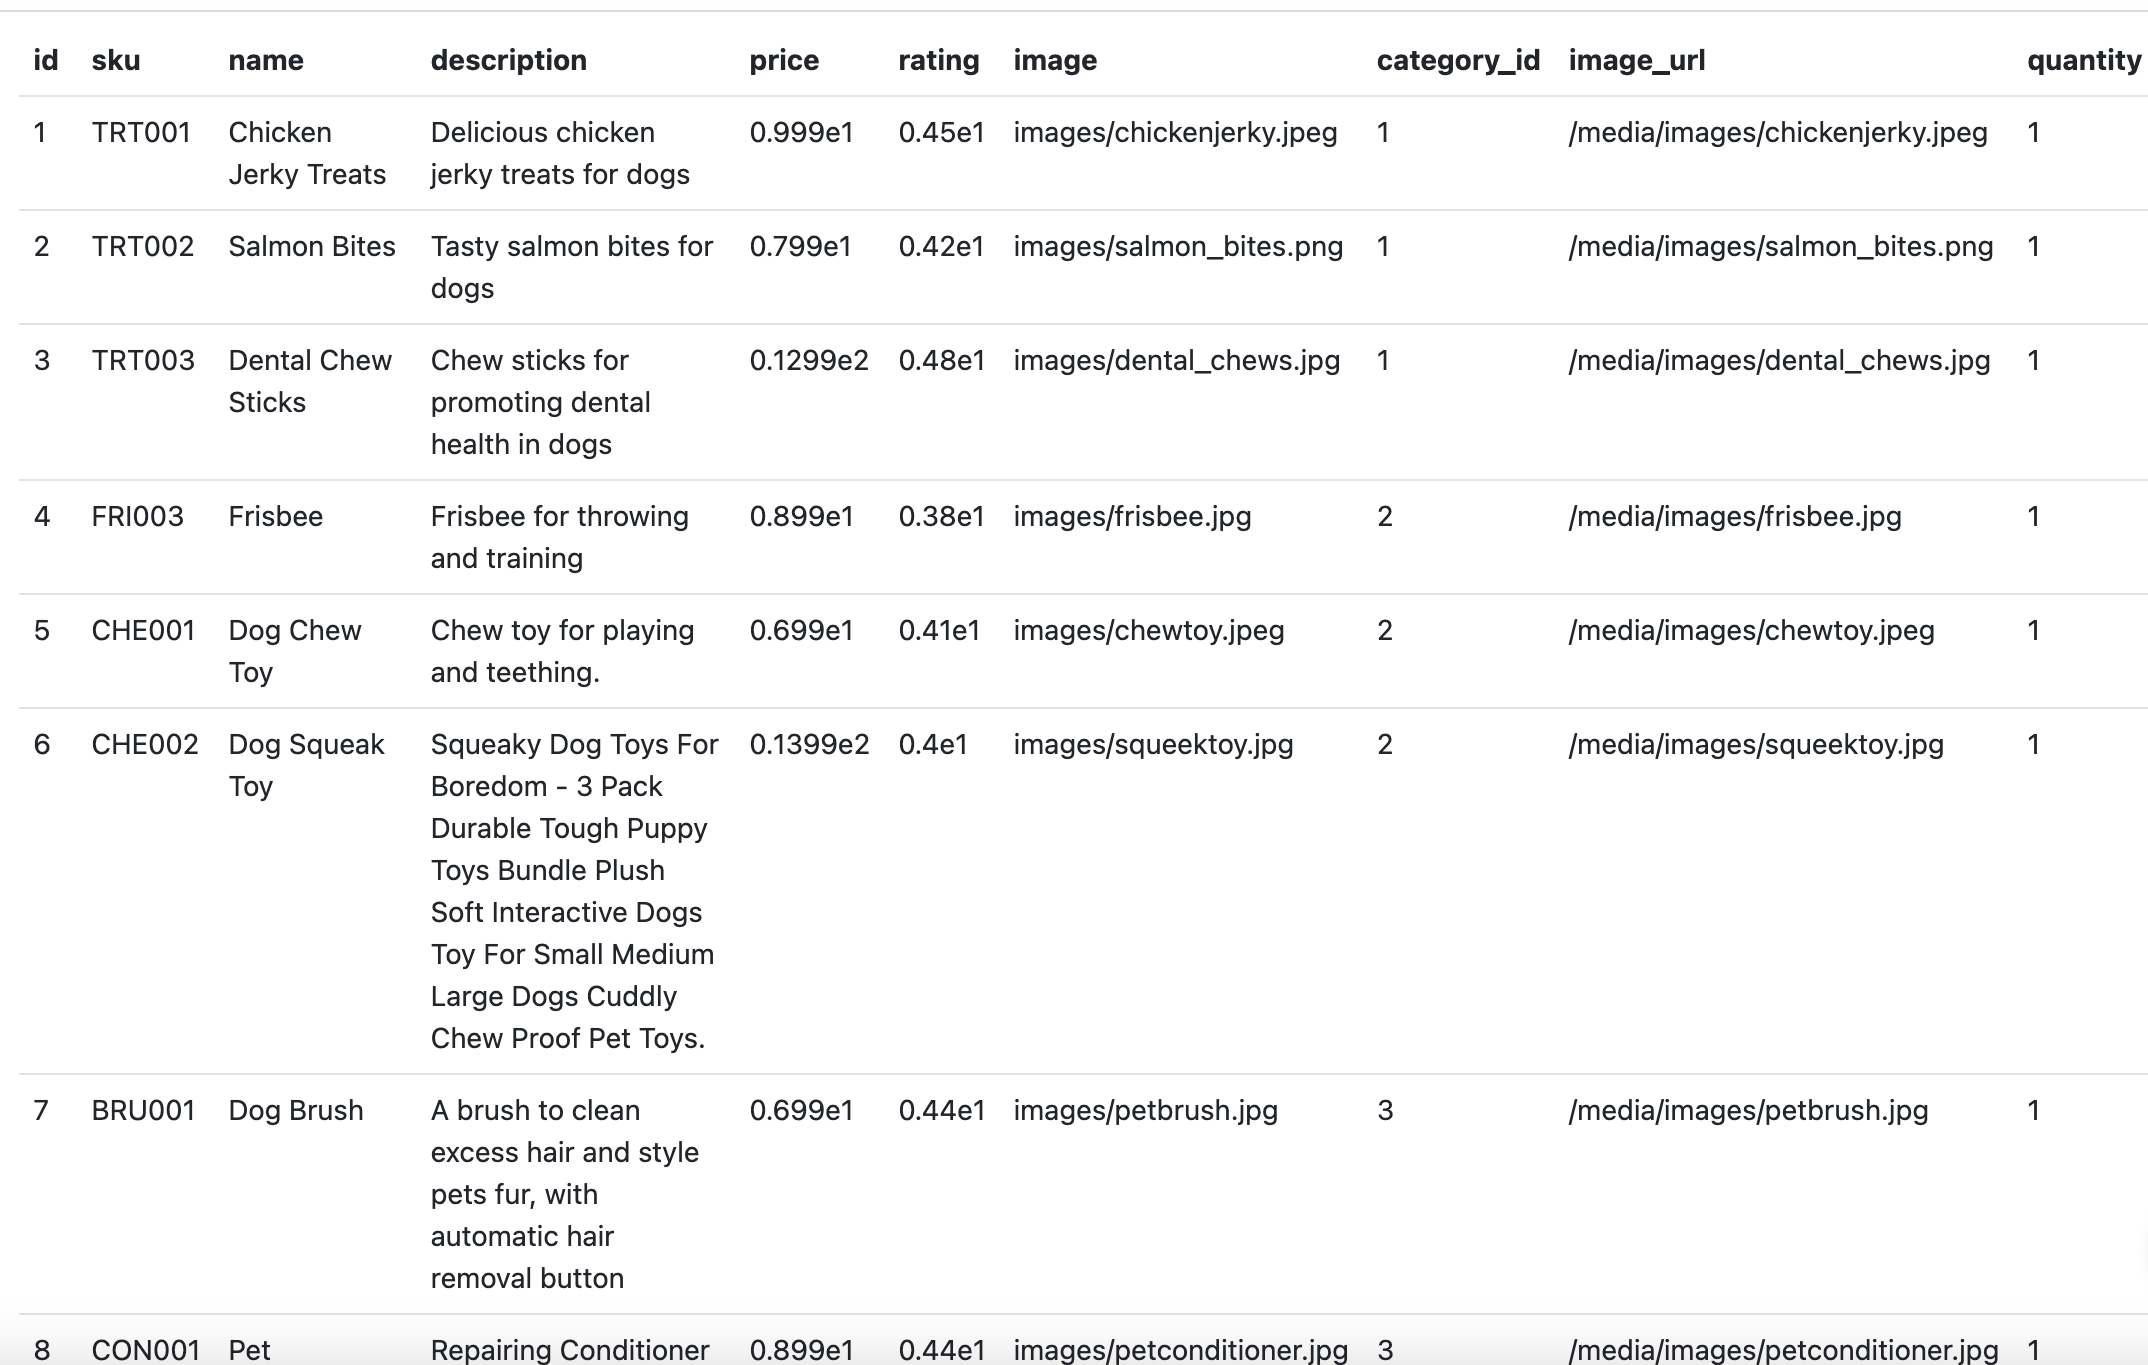 id sku name description price rating image category_id image_url quantity
1 TRT001 Chicken Delicious chicken 0.999e1 0.45e1 images/chickenjerky.jpeg 1 /media/images/chickenjerky.jpeg 1
Jerky Treats jerky treats for dogs
2 TRT002 Salmon Bites Tasty salmon bites for 0.799e1 0.42e1 images/salmon_bites.png 1 /media/images/salmon_bites.png 1
dogs
3 TRT003 Dental Chew Chew sticks for 0.1299e2 0.48e1 images/dental_chews.jpg 1 /media/images/dental_chews.jpg 1
Sticks promoting dental
health in dogs
4 FRI003 Frisbee Frisbee for throwing 0.899e1 0.38e1 images/frisbee.jpg 2 /media/images/frisbee.jpg 1
and training
5 CHE001 Dog Chew Chew toy for playing 0.699e1 0.41e1 images/chewtoy.jpeg 2 /media/images/chewtoy.jpeg 1
Toy and teething.
6 CHE002 Dog Squeak Squeaky Dog Toys For 0.1399e2 0.4e1 images/squeektoy.jpg 2 /media/images/squeektoy.jpg 1
Toy Boredom - 3 Pack
Durable Tough Puppy
Toys Bundle Plush
Soft Interactive Dogs
Toy For Small Medium
Large Dogs Cuddly
Chew Proof Pet Toys.
7 BRU001 Dog Brush A brush to clean 0.699e1 0.44e1 images/petbrush.jpg 3 /media/images/petbrush.jpg 1
excess hair and style
pets fur, with
automatic hair
removal button
8 CON001 Pet Repairing Conditioner 0.899e1 0.44e1 images/petconditioner.jpg 3 /media/images/petconditioner.jpg 1